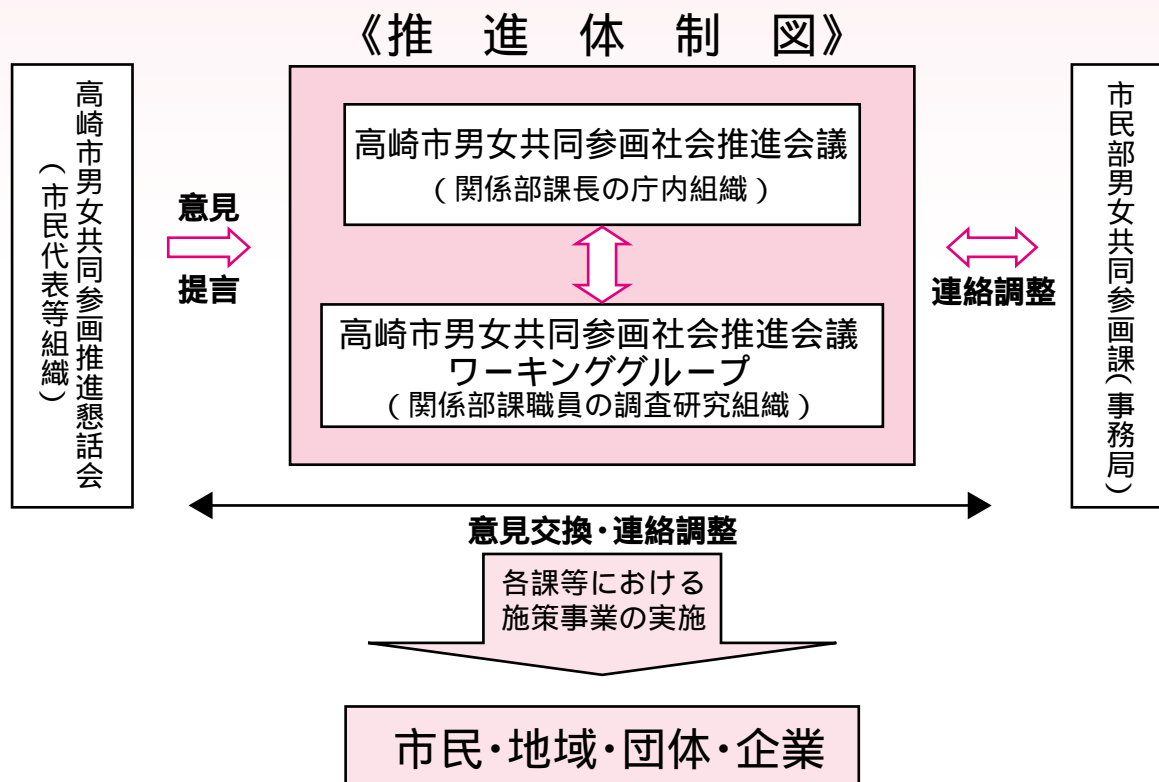 《推 進 体 制 図》
高崎市男女共同参画推進懇話会
(市民代表等組織)
意見
提言
高崎市男女共同参画社会推進会議
(関係部課長の庁内組織)
高崎市男女共同参画社会推進会議
ワーキンググループ
(関係部課職員の調査研究組織)
連絡調整
市民部男女共同参画課(事務局)
意見交換・連絡調整
各課等における
施策事業の実施
市民・地域・団体・企業